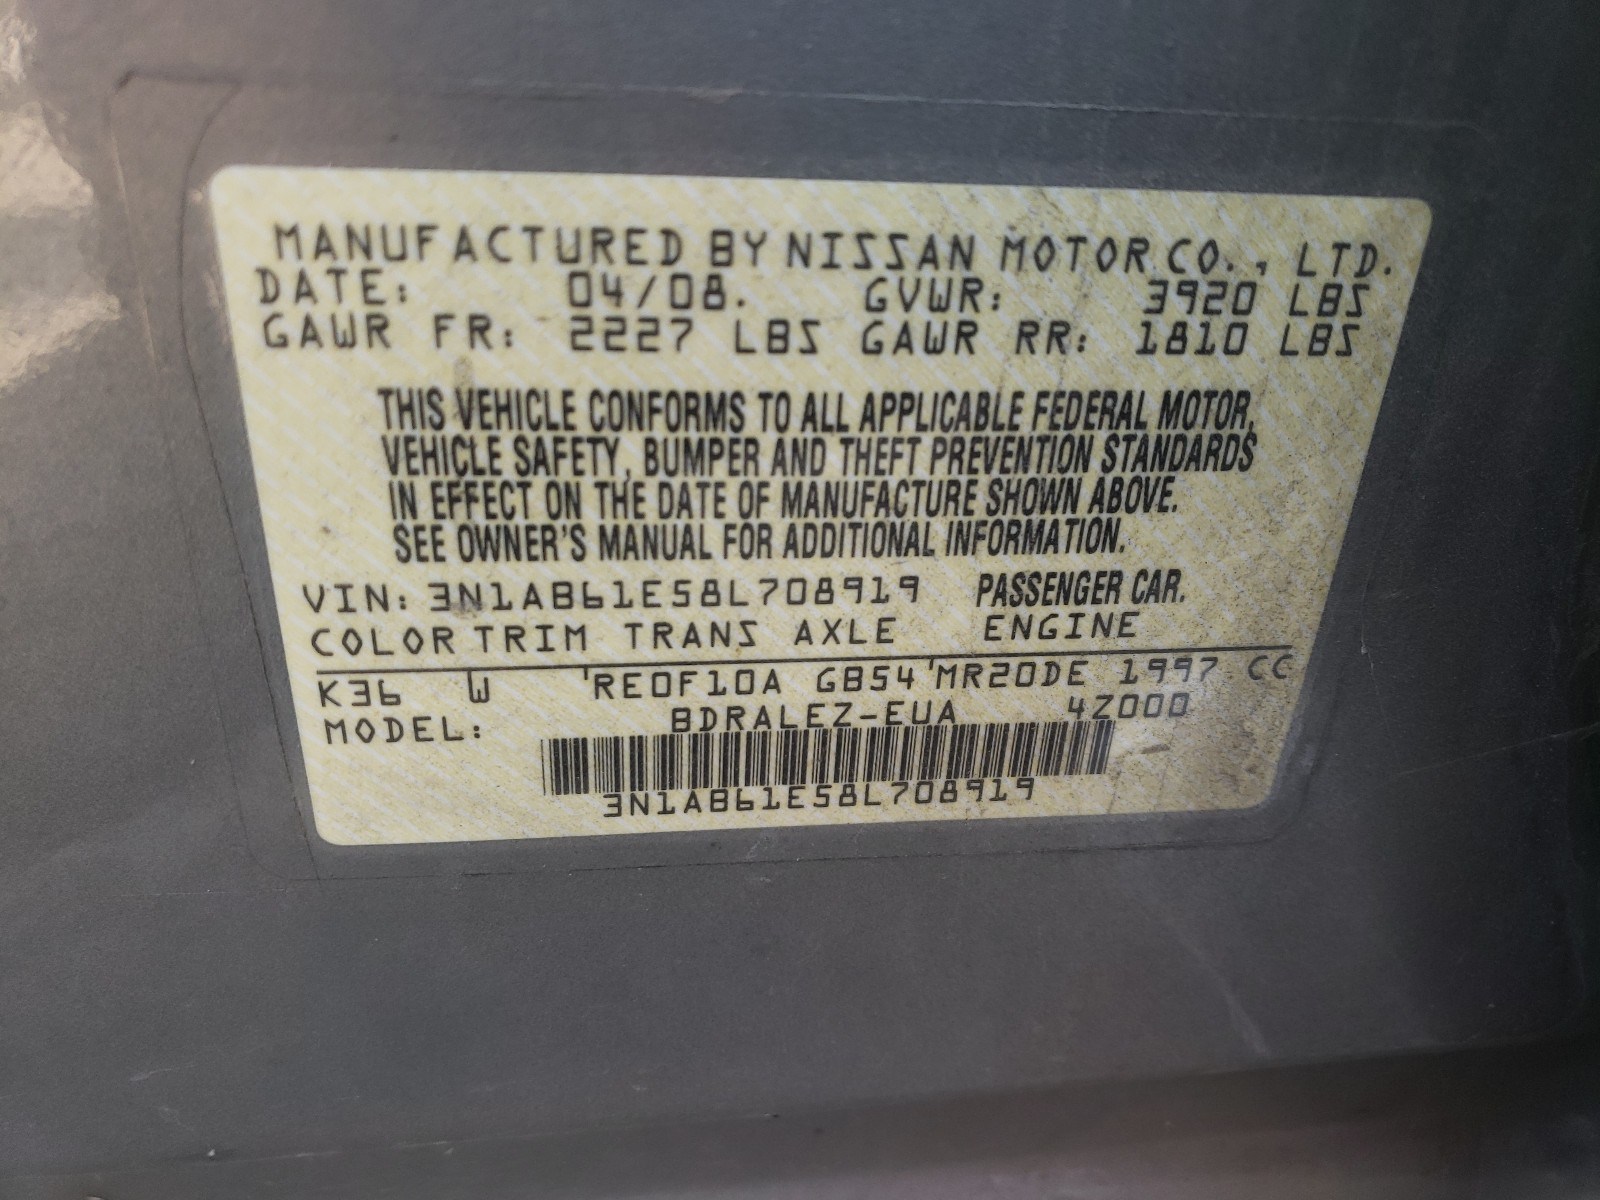 MANUFACTURED BY NISSAN MOTOR CO., LTD.
DATE: 04/08. GVWR: 3920 LBS
GAWR FR: 2227 LBS GAWR RR: 1810 LBS
THIS VEHICLE CONFORMS TO ALL APPLICABLE FEDERAL MOTOR,
VEHICLE SAFETY, BUMPER AND THEFT PREVENTION STANDARDS
IN EFFECT ON THE DATE OF MANUFACTURE SHOWN ABOVE.
SEE OWNER'S MANUAL FOR ADDITIONAL INFORMATION.
VIN: 3N1AB61E58L708919 PASSENGER CAR.
COLOR TRIM TRANS AXLE ENGINE
K36 W 'RE0F10A GB54'MR20DE 1997 CC
MODEL: BDRALEZ-EUA 4Z000
3N1AB61E58L708919